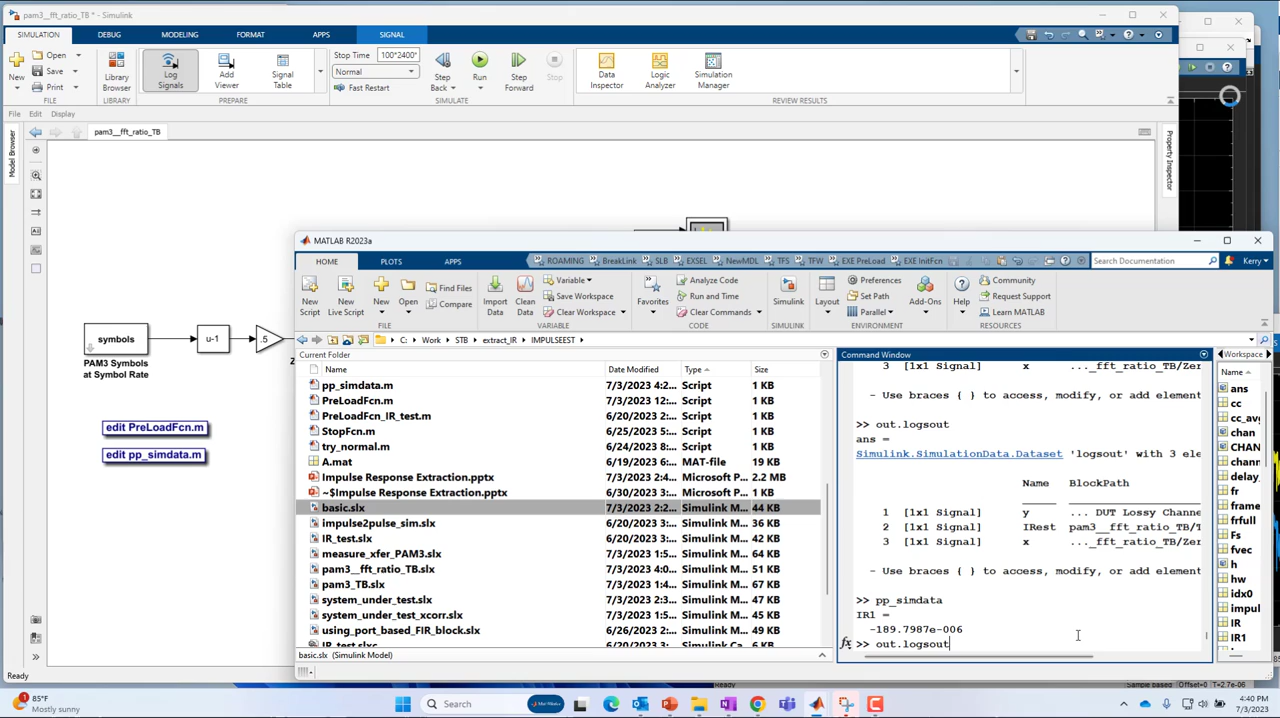 pam3__fft_ratio_TB * - Simulink
SIMULATION DEBUG MODELING FORMAT APPS SIGNAL
New Open Save Print
Library Browser
Log Signals
Add Viewer
Signal Table
Stop Time 100*2400*
Normal
Fast Restart
Step Back Run Step Forward Stop
Data Inspector
Logic Analyzer
Simulation Manager
FILE LIBRARY PREPARE SIMULATE REVIEW RESULTS
File Edit Display
pam3__fft_ratio_TB
Model Browser
Property Inspector
symbols
u-1
.5
PAM3 Symbols
at Symbol Rate
edit PreLoadFcn.m
edit pp_simdata.m
Ready
MATLAB R2023a
HOME PLOTS APPS
ROAMING BreakLink SLB EXSEL NewMDL TFS TFW EXE PreLoad EXE InitFcn
Search Documentation
Kerry
New Script
New Live Script
New
Open
Find Files
Compare
Import Data
Clean Data
Variable
Save Workspace
Clear Workspace
Favorites
Analyze Code
Run and Time
Clear Commands
Simulink
Layout
Preferences
Set Path
Parallel
Add-Ons
Help
Community
Request Support
Learn MATLAB
FILE VARIABLE CODE SIMULINK ENVIRONMENT RESOURCES
C: Work STB extract_IR IMPULSEEST
Current Folder
Name Date Modified Type Size
pp_simdata.m 7/3/2023 4:2... Script 1 KB
PreLoadFcn.m 7/3/2023 12:... Script 1 KB
PreLoadFcn_IR_test.m 6/20/2023 ... Script 1 KB
StopFcn.m 7/3/2023 4:0... Script 1 KB
try_normal.m 6/24/2023 8:... Script 1 KB
A.mat 6/19/2023 6:... MAT-file 19 KB
Impulse Response Extraction.pptx 7/3/2023 2:4... Microsoft P... 2.2 MB
~$Impulse Response Extraction.pptx 6/30/2023 3:... Microsoft P... 1 KB
basic.slx 7/3/2023 2:2... Simulink M... 44 KB
impulse2pulse_sim.slx 6/20/2023 3:... Simulink M... 36 KB
IR_test.slx 6/20/2023 3:... Simulink M... 42 KB
measure_xfer_PAM3.slx 7/3/2023 1:5... Simulink M... 64 KB
pam3__fft_ratio_TB.slx 7/3/2023 4:0... Simulink M... 51 KB
pam3_TB.slx 7/3/2023 1:5... Simulink M... 67 KB
system_under_test.slx 7/3/2023 2:3... Simulink M... 47 KB
system_under_test_xcorr.slx 7/3/2023 1:5... Simulink M... 45 KB
using_port_based_FIR_block.slx 6/26/2023 2:... Simulink M... 60 KB
basic.slx (Simulink Model)
Command Window
3 [1x1 Signal] x ..._fft_ratio_TB/Zer
- Use braces { } to access, modify, or add element
>> out.logsout
ans =
Simulink.SimulationData.Dataset 'logsout' with 3 ele
Name BlockPath
1 [1x1 Signal] y ... DUT Lossy Channe
2 [1x1 Signal] IRest pam3__fft_ratio_TB/T
3 [1x1 Signal] x ..._fft_ratio_TB/Zer
- Use braces { } to access, modify, or add element
>> pp_simdata
IR1 =
-189.7987e-006
fx >> out.logsout
Workspace
Name
ans
cc
cc_avg
chan
CHAN
chann
delay_
fr
frame
frfull
Fs
fvec
h
hw
idx0
impul
IR
IR1
Ready Sample based Offset=0 T=2.7e-06
85°F
Mostly sunny
Search
4:40 PM
7/3/2023